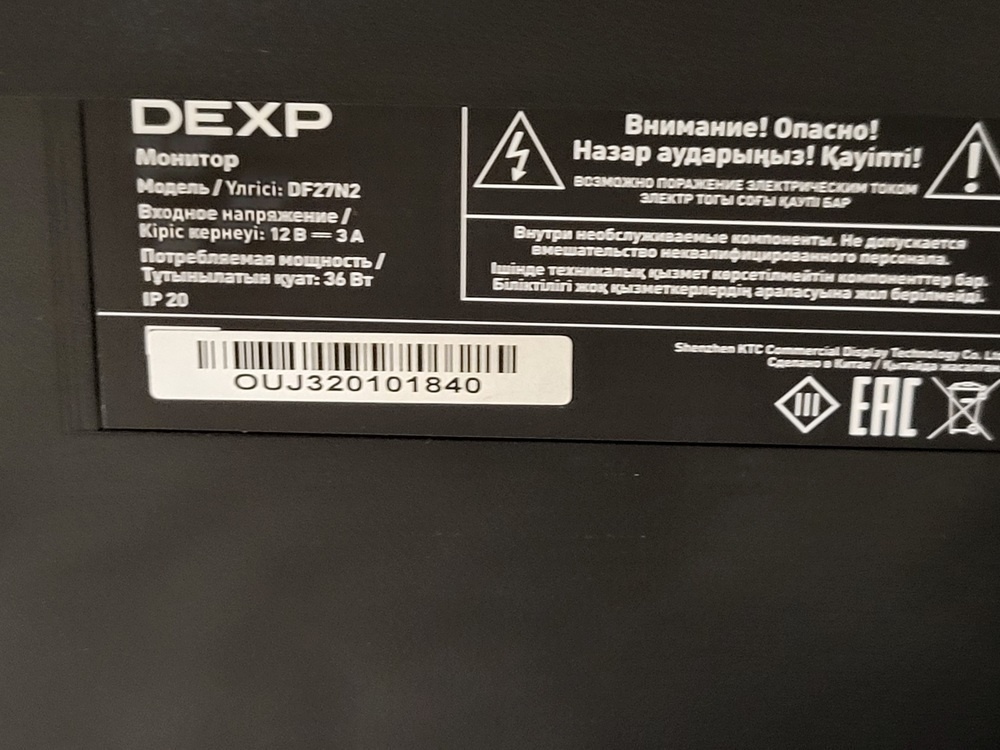 DEXP
Монитор
Модель / Үлгісі: DF27N2
Входное напряжение /
Кіріс кернеуі: 12 В ⎓ 3 А
Потребляемая мощность /
Тұтынылатын қуат: 36 Вт
IP 20
Внимание! Опасно!
Назар аударыңыз! Қауіпті!
ВОЗМОЖНО ПОРАЖЕНИЕ ЭЛЕКТРИЧЕСКИМ ТОКОМ
ЭЛЕКТР ТОГЫ СОҒЫ ҚАУПІ БАР
Внутри необслуживаемые компоненты. Не допускается
вмешательство неквалифицированного персонала.
Ішінде техникалық қызмет көрсетілмейтін компоненттер бар.
Біліктілігі жоқ қызметкерлердің араласуына жол берілмейді.
OUJ320101840
Shenzhen KTC Commercial Display Technology Co.
Сделано в Китае / Қытайда
EAC